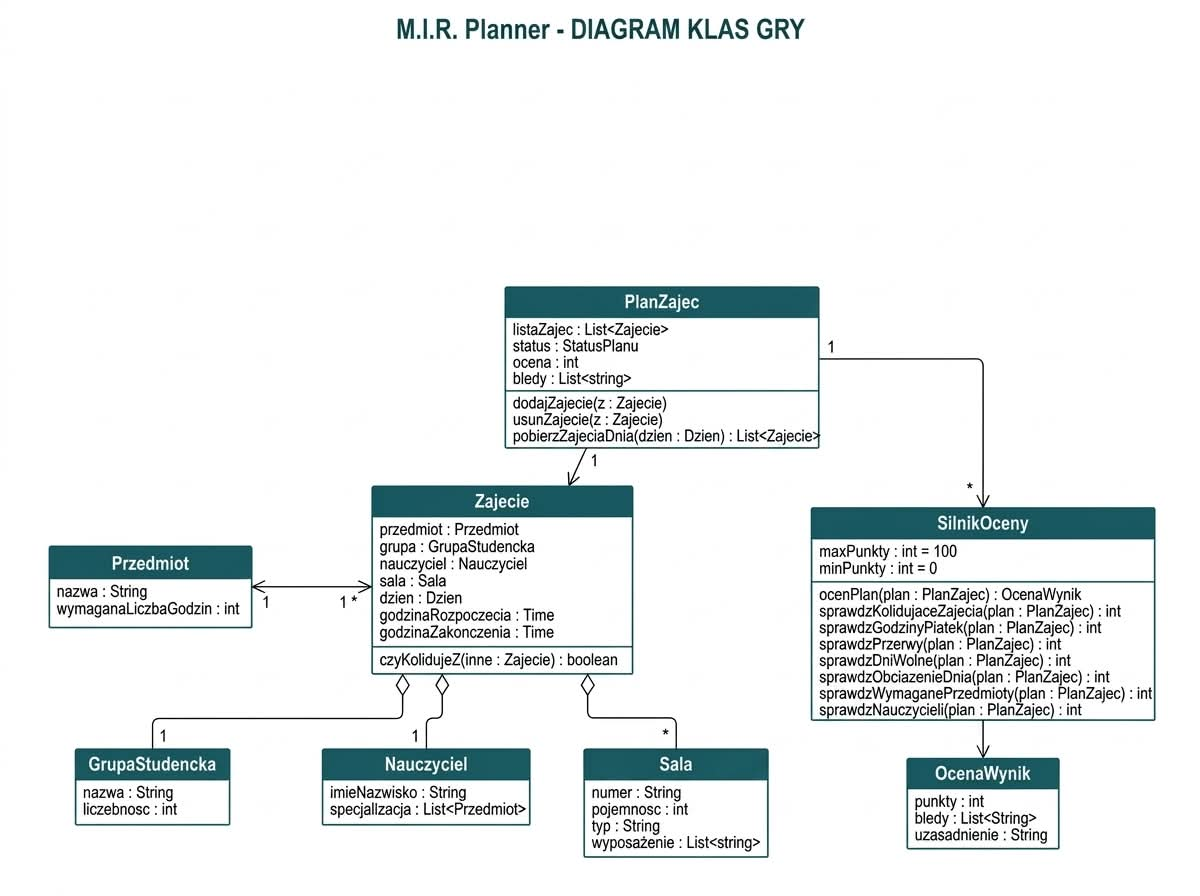 M.I.R. Planner - DIAGRAM KLAS GRY
PlanZajec
listaZajec : List<Zajecie>
status : StatusPlanu
ocena : int
bledy : List<string>
dodajZajecie(z : Zajecie)
usunZajecie(z : Zajecie)
pobierzZajeciaDnia(dzien : Dzien) : List<Zajecie>
1
1
*
Zajecie
przedmiot : Przedmiot
grupa : GrupaStudencka
nauczyciel : Nauczyciel
sala : Sala
dzien : Dzien
godzinaRozpoczecia : Time
godzinaZakonczenia : Time
czyKolidujeZ(inne : Zajecie) : boolean
Przedmiot
nazwa : String
wymaganaLiczbaGodzin : int
1
1 *
SilnikOceny
maxPunkty : int = 100
minPunkty : int = 0
ocenPlan(plan : PlanZajec) : OcenaWynik
sprawdzKolidujaceZajecia(plan : PlanZajec) : int
sprawdzGodzinyPiatek(plan : PlanZajec) : int
sprawdzPrzerwy(plan : PlanZajec) : int
sprawdzDniWolne(plan : PlanZajec) : int
sprawdzObciazenieDnia(plan : PlanZajec) : int
sprawdzWymaganePrzedmioty(plan : PlanZajec) : int
sprawdzNauczycieli(plan : PlanZajec) : int
1
1
*
GrupaStudencka
nazwa : String
liczebnosc : int
Nauczyciel
imieNazwisko : String
specjalizacja : List<Przedmiot>
Sala
numer : String
pojemnosc : int
typ : String
wyposażenie : List<string>
OcenaWynik
punkty : int
bledy : List<String>
uzasadnienie : String